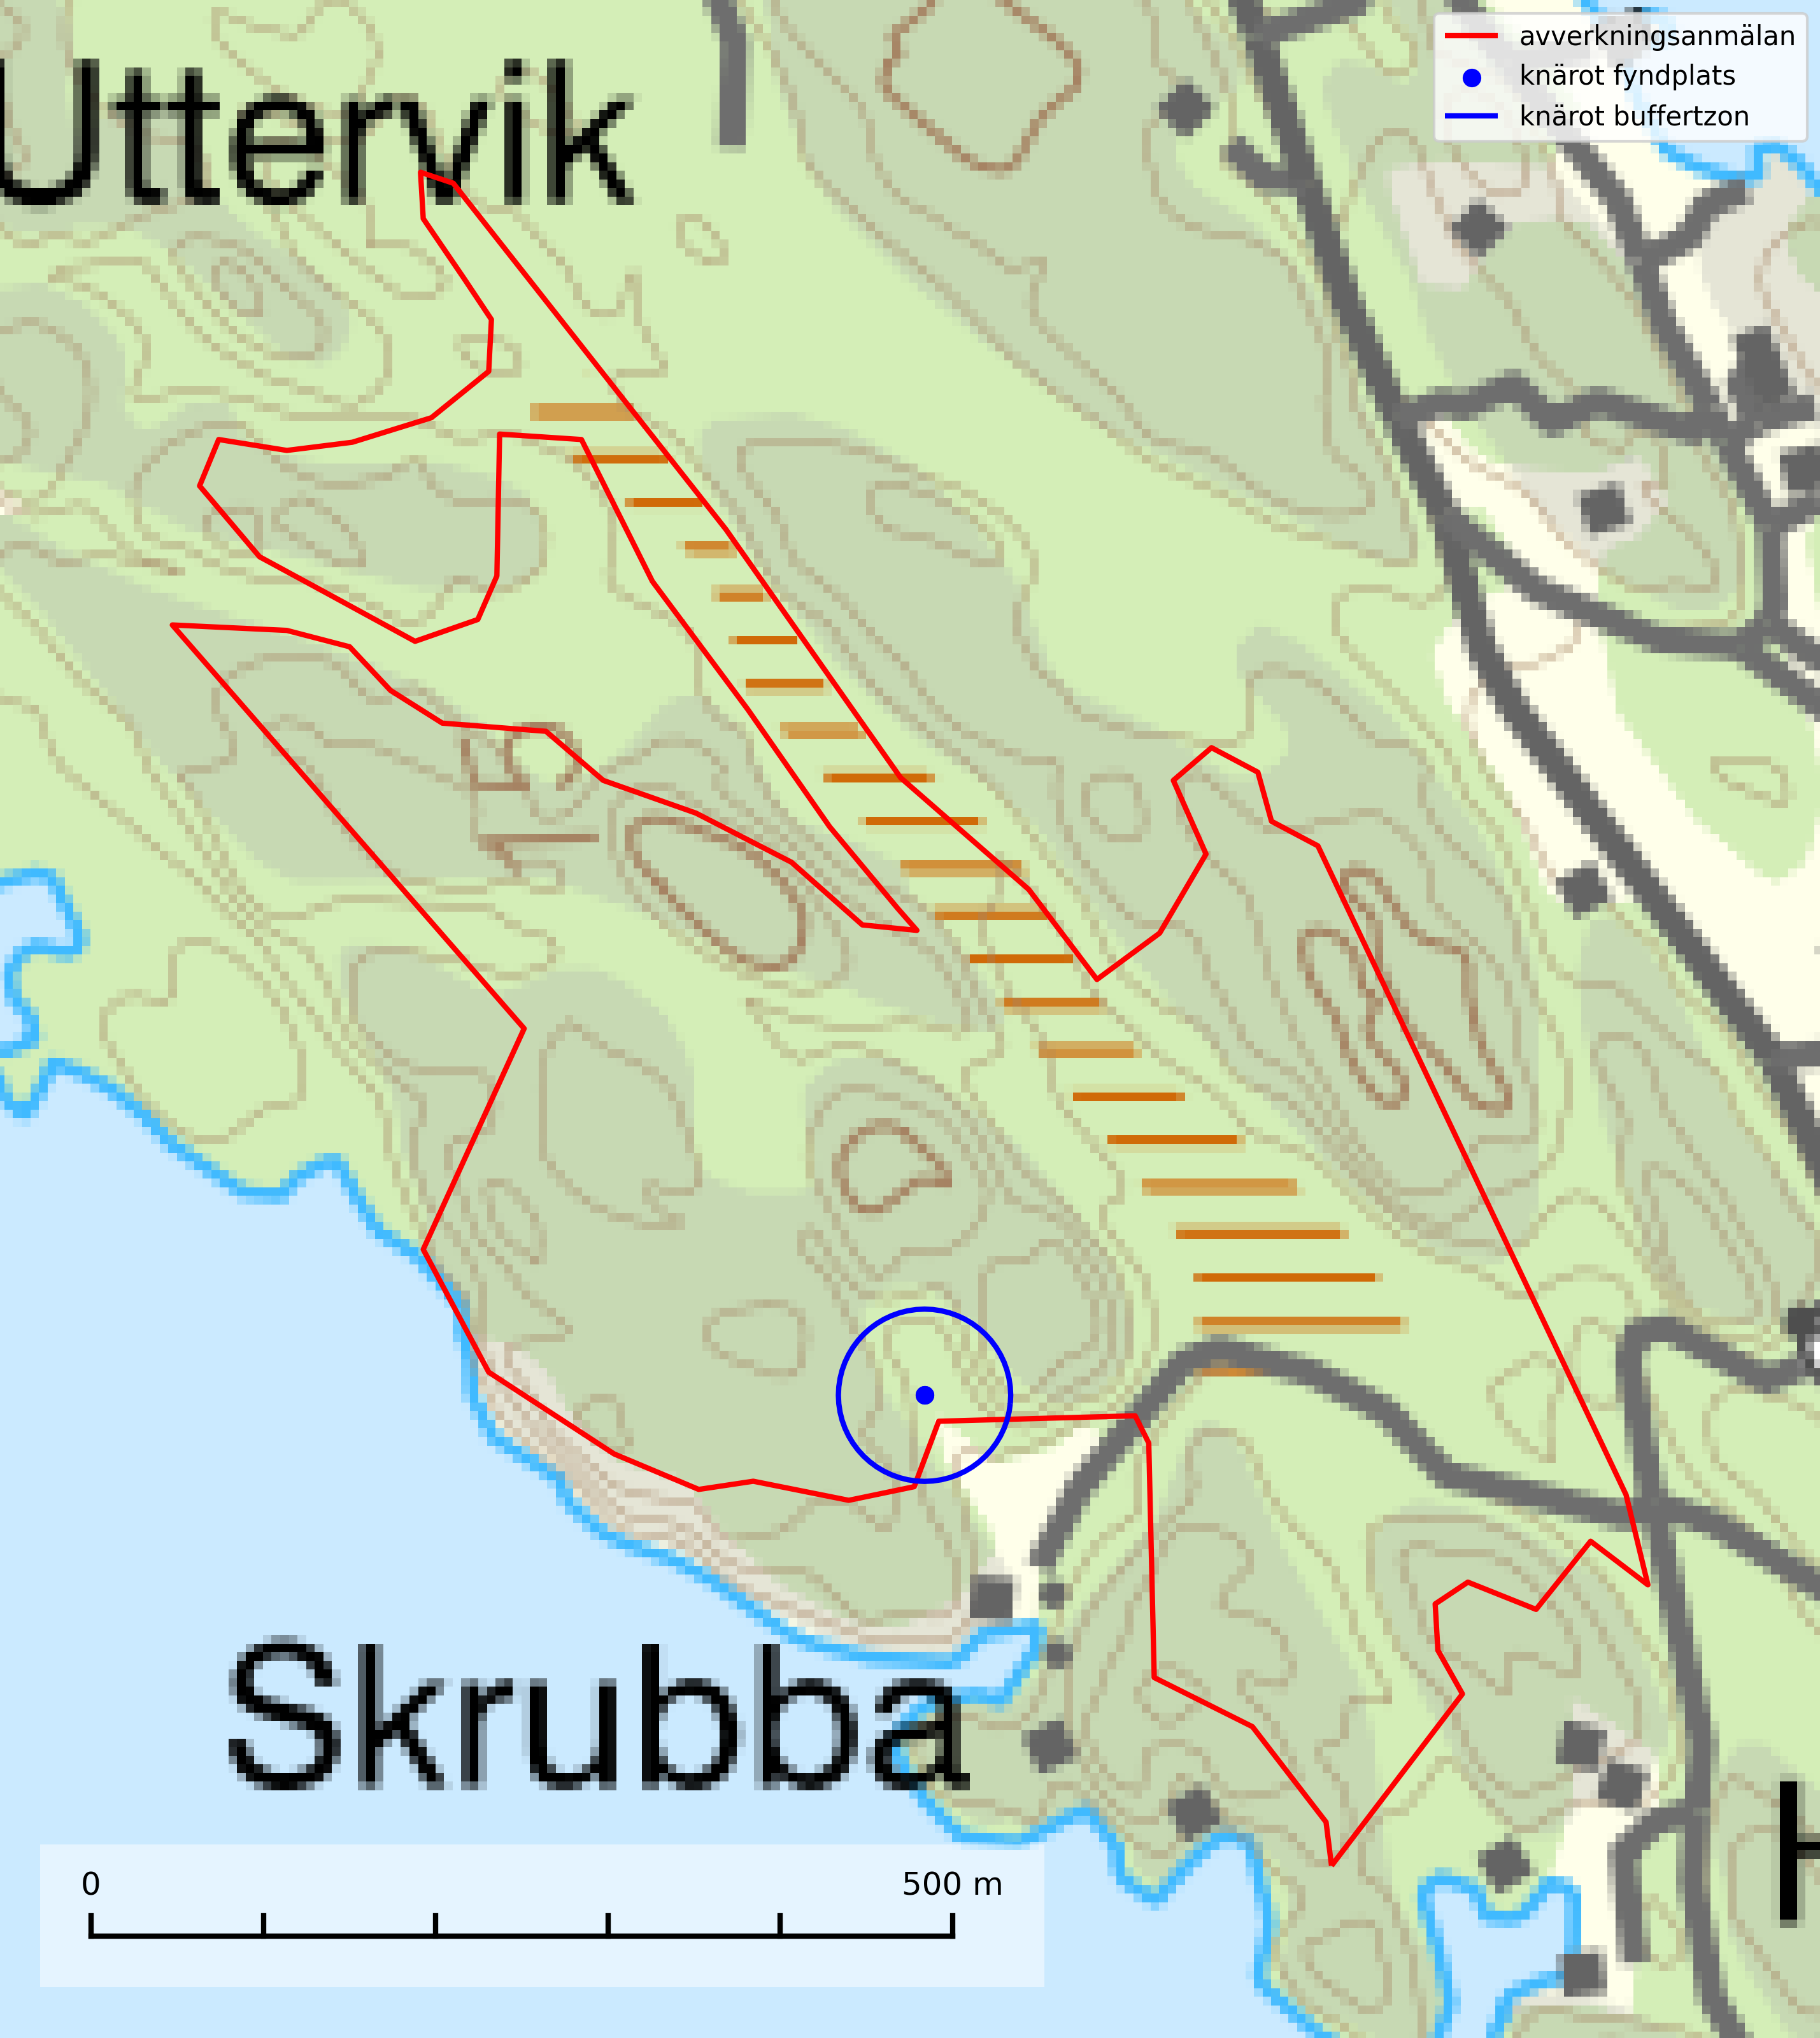 Uttervik
avverkningsanmälan
knärot fyndplats
knärot buffertzon
Skrubba
0 500 m